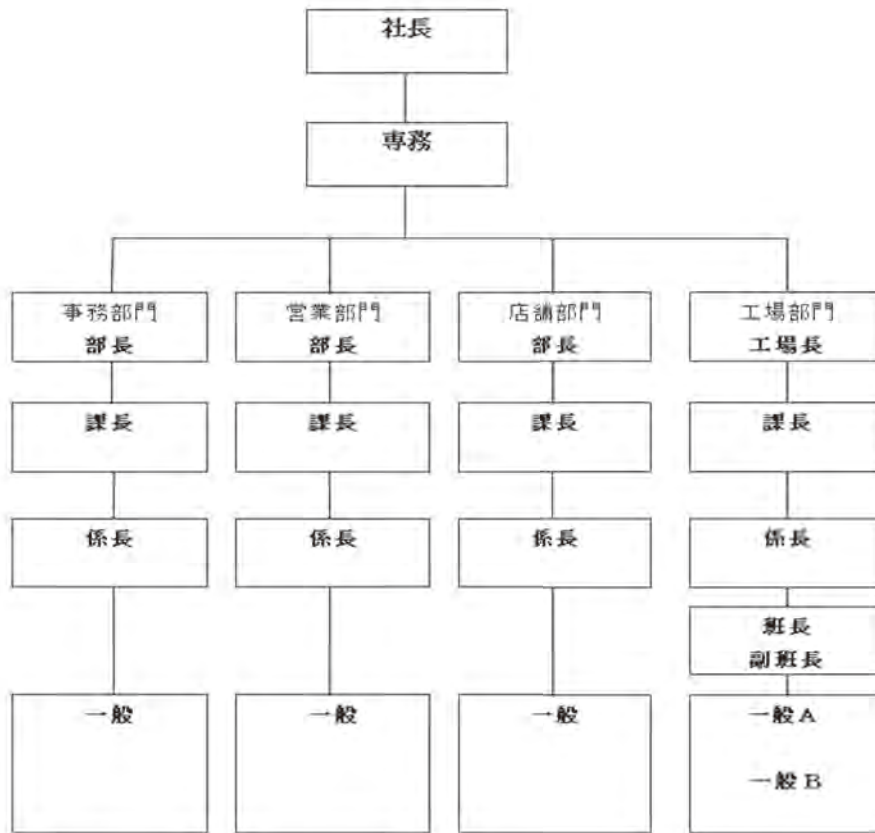 社長
専務
事務部門
部長
営業部門
部長
店舗部門
部長
工場部門
工場長
課長
課長
課長
課長
係長
係長
係長
係長
班長
副班長
一般
一般
一般
一般A
一般B